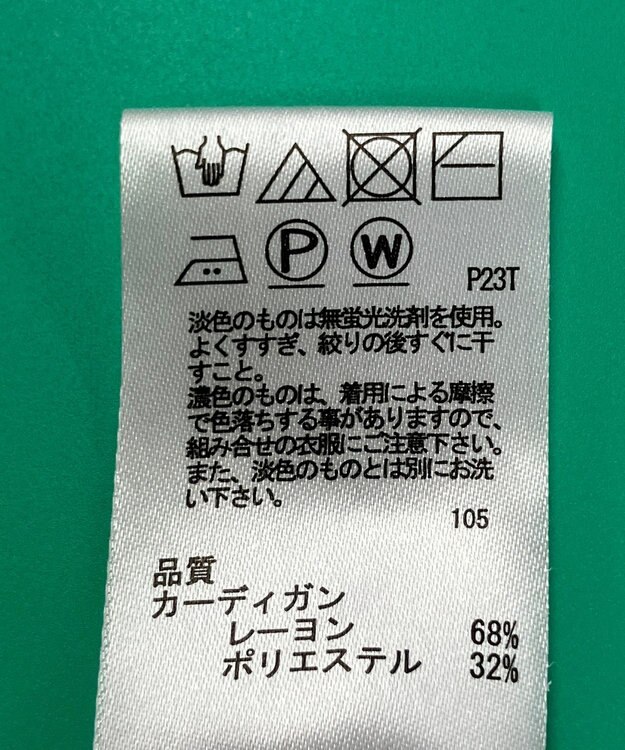 P W P23T
淡色のものは無蛍光洗剤を使用。
よくすすぎ、絞りの後すぐに干
すこと。
濃色のものは、着用による摩擦
で色落ちする事がありますので、
組み合せの衣服にご注意下さい。
また、淡色のものとは別にお洗
い下さい。
105
品質
カーディガン
レーヨン 68%
ポリエステル 32%